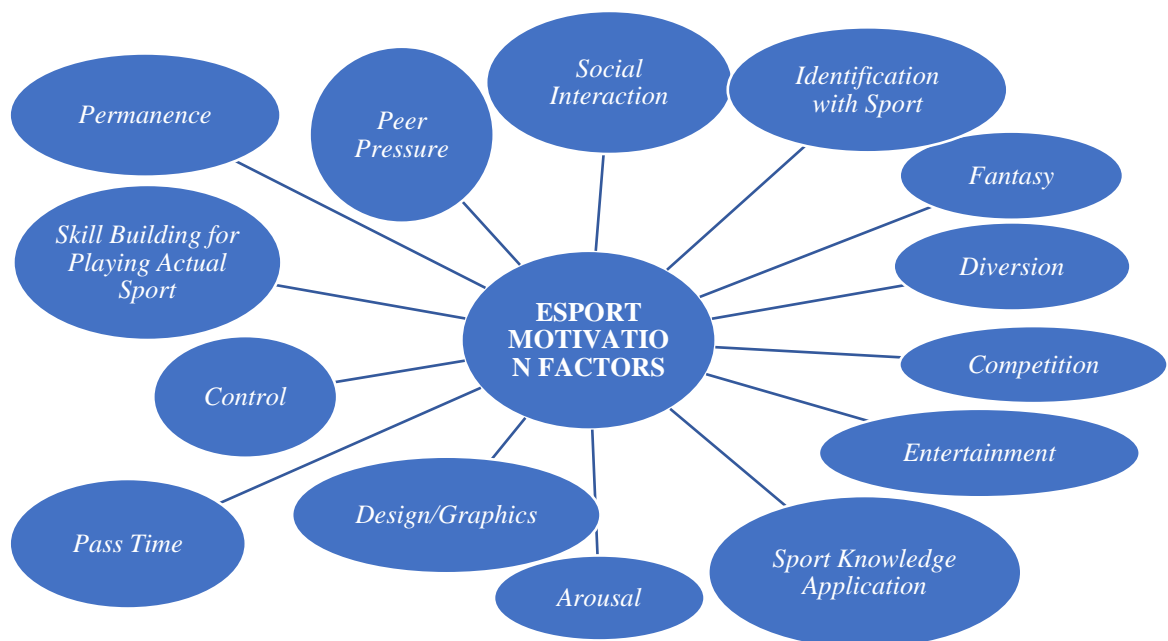 Social
Interaction
Identification
with Sport
Permanence
Peer
Pressure
Fantasy
Skill Building for
Playing Actual
Sport
Diversion
ESPORT
MOTIVATIO
N FACTORS
Competition
Control
Entertainment
Design/Graphics
Pass Time
Sport Knowledge
Application
Arousal